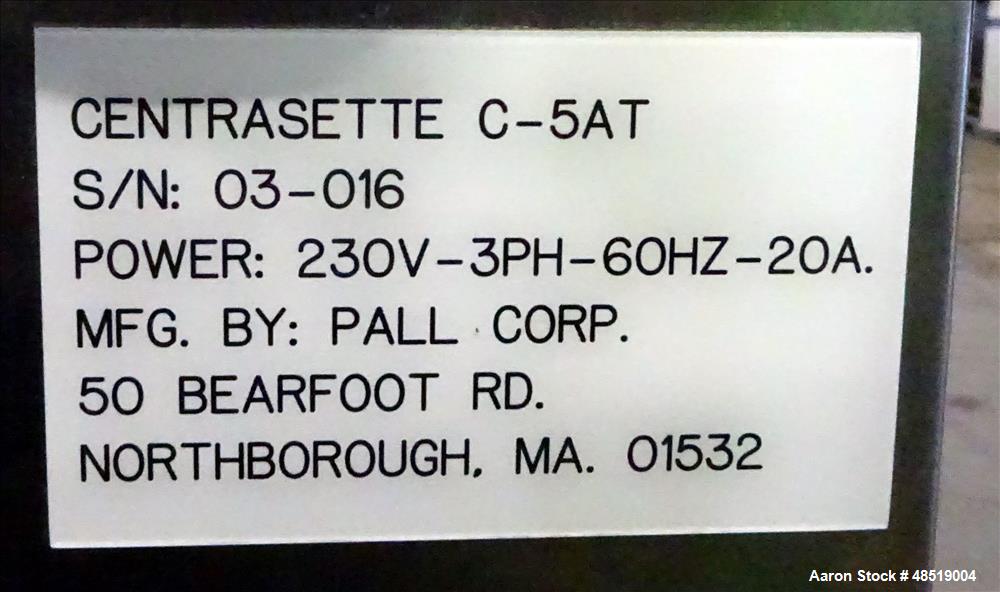 CENTRASETTE C-5AT
S/N: 03-016
POWER: 230V-3PH-60HZ-20A.
MFG. BY: PALL CORP.
50 BEARFOOT RD.
NORTHBOROUGH, MA. 01532
Aaron Stock # 48519004